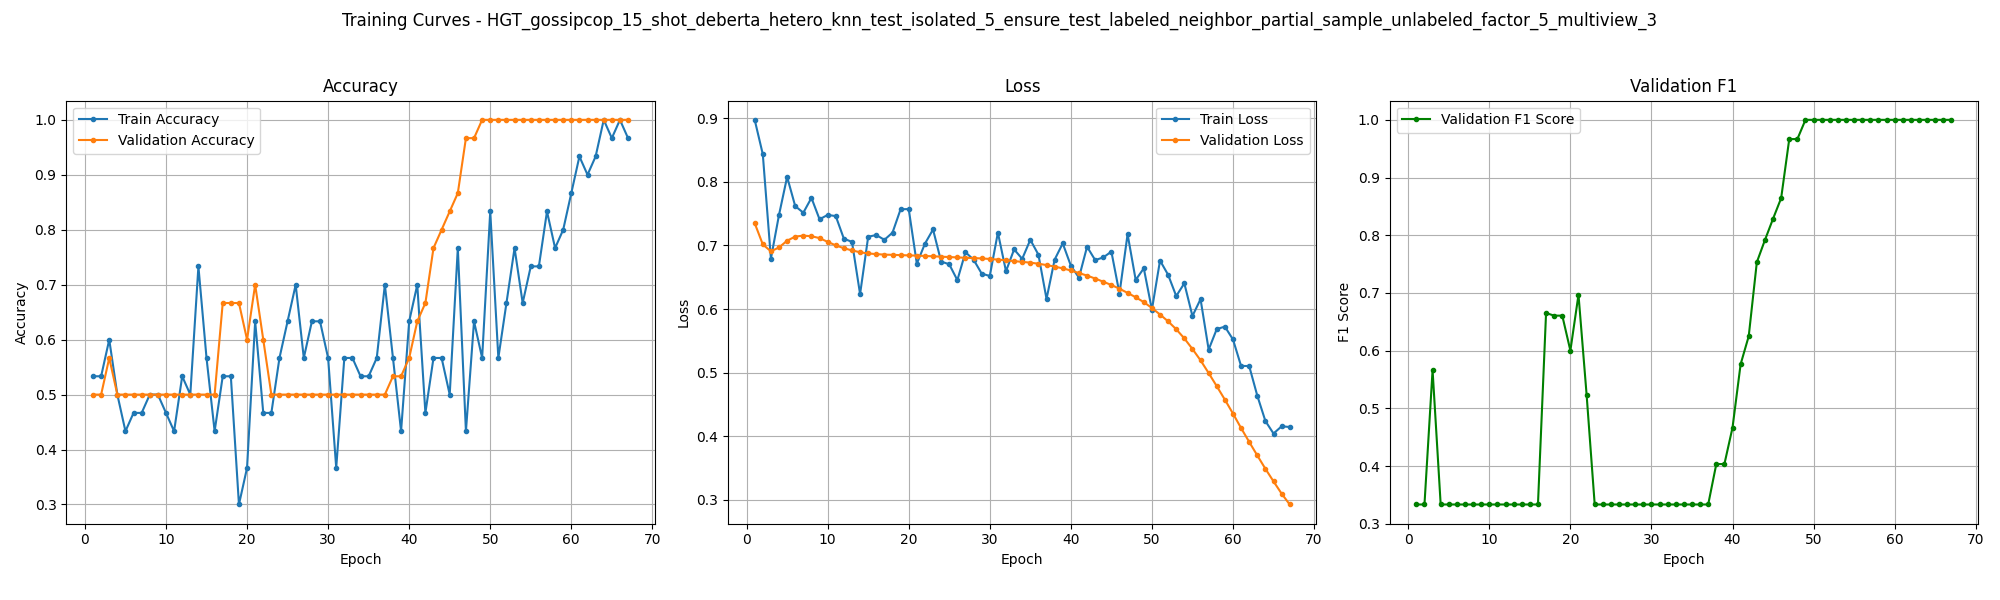 Training Curves - HGT_gossipcop_15_shot_deberta_hetero_knn_test_isolated_5_ensure_test_labeled_neighbor_partial_sample_unlabeled_factor_5_multiview_3
Accuracy
Train Accuracy
Validation Accuracy
1.0
0.9
0.8
0.7
0.6
0.5
0.4
0.3
Accuracy
0 10 20 30 40 50 60 70
Epoch
Loss
Train Loss
Validation Loss
0.9
0.8
0.7
0.6
0.5
0.4
0.3
Loss
0 10 20 30 40 50 60 70
Epoch
Validation F1
Validation F1 Score
1.0
0.9
0.8
0.7
0.6
0.5
0.4
0.3
F1 Score
0 10 20 30 40 50 60 70
Epoch